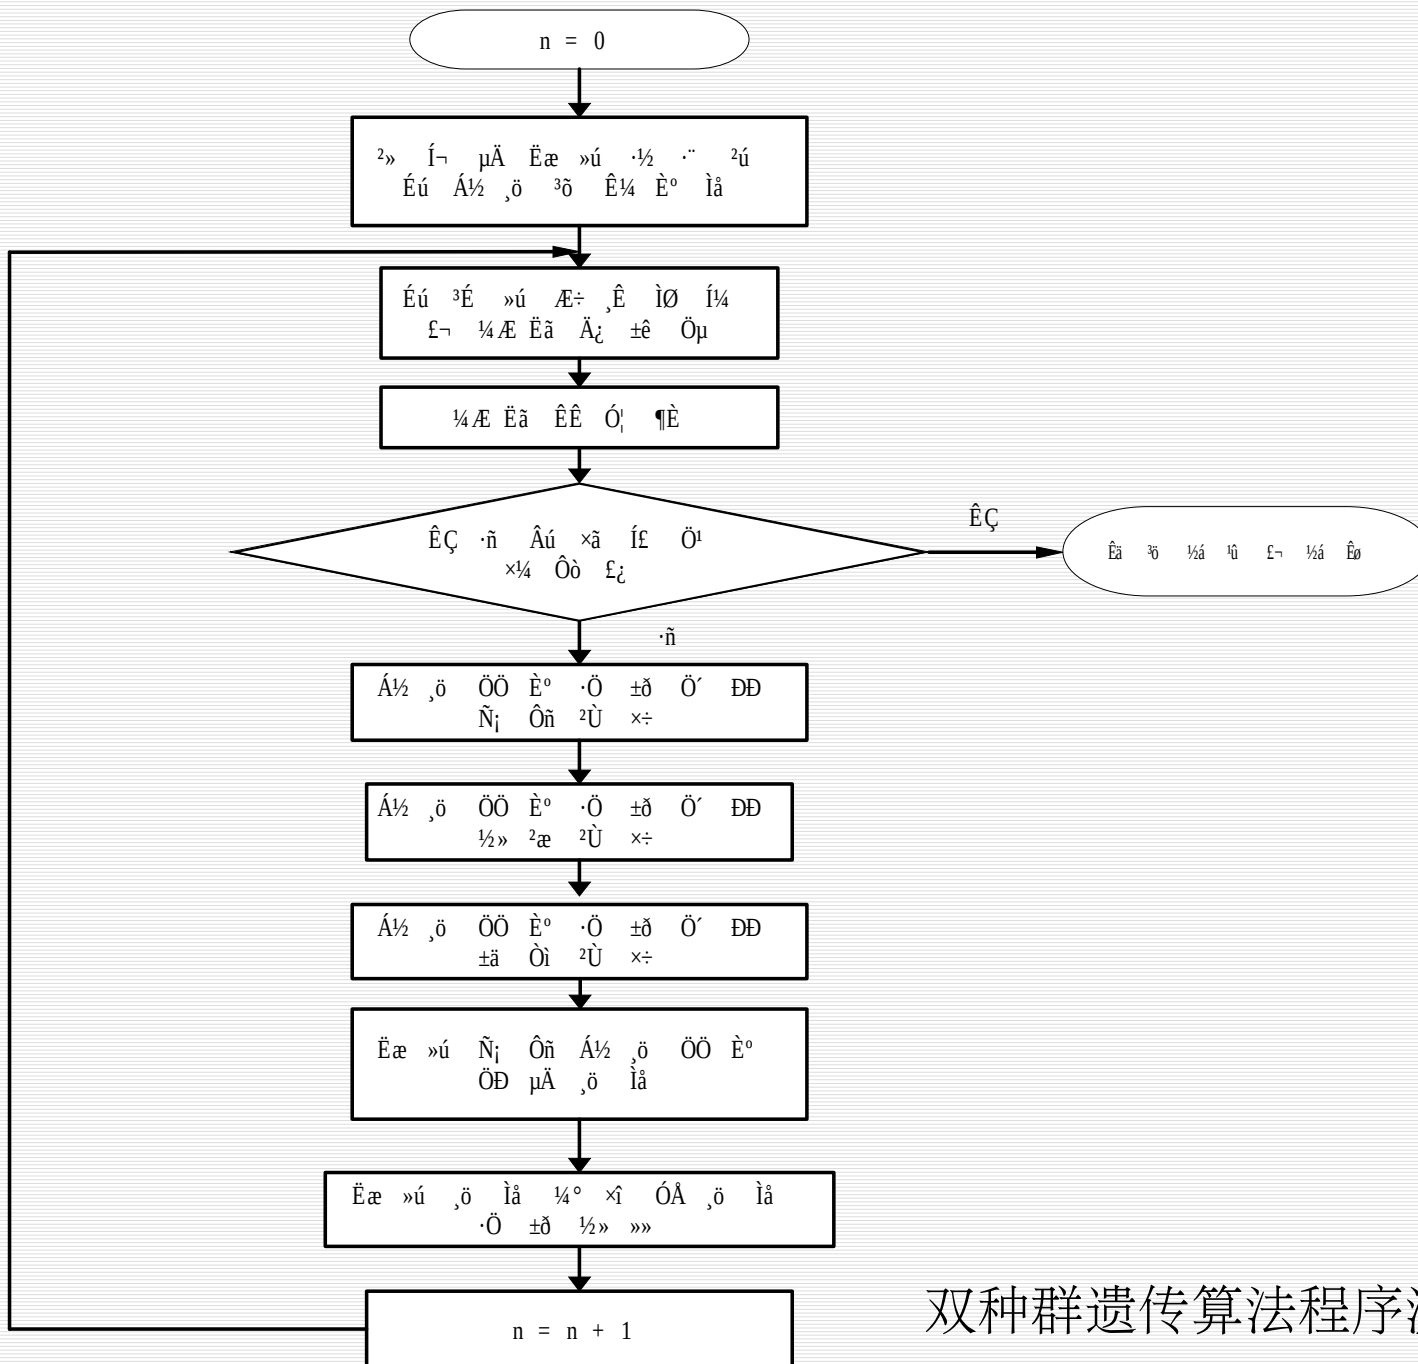 n = 0
²» Í¬ µÄ Ëæ »ú ·½ ·¨ ²ú
Éú Á½ ¸ö ³õ Ê¼ Èº Ìå
Éú ³É »ú Æ÷ ¸Ê ÌØ Í¼
£¬ ¼Æ Ëã Ä¿ ±ê Öµ
¼Æ Ëã ÊÊ Ó¦ ¶È
ÊÇ ·ñ Âú ×ã Í£ Ö¹
×¼ Ôò £¿
ÊÇ
Êä ³ö ½á ¹û £¬ ½á Êø
·ñ
Á½ ¸ö ÖÖ Èº ·Ö ±ð Ö´ ÐÐ
Ñ¡ Ôñ ²Ù ×÷
Á½ ¸ö ÖÖ Èº ·Ö ±ð Ö´ ÐÐ
½» ²æ ²Ù ×÷
Á½ ¸ö ÖÖ Èº ·Ö ±ð Ö´ ÐÐ
±ä Òì ²Ù ×÷
Ëæ »ú Ñ¡ Ôñ Á½ ¸ö ÖÖ Èº
ÖÐ µÄ ¸ö Ìå
Ëæ »ú ¸ö Ìå ¼° ×î ÓÅ ¸ö Ìå
·Ö ±ð ½» »»
n = n + 1
双种群遗传算法程序